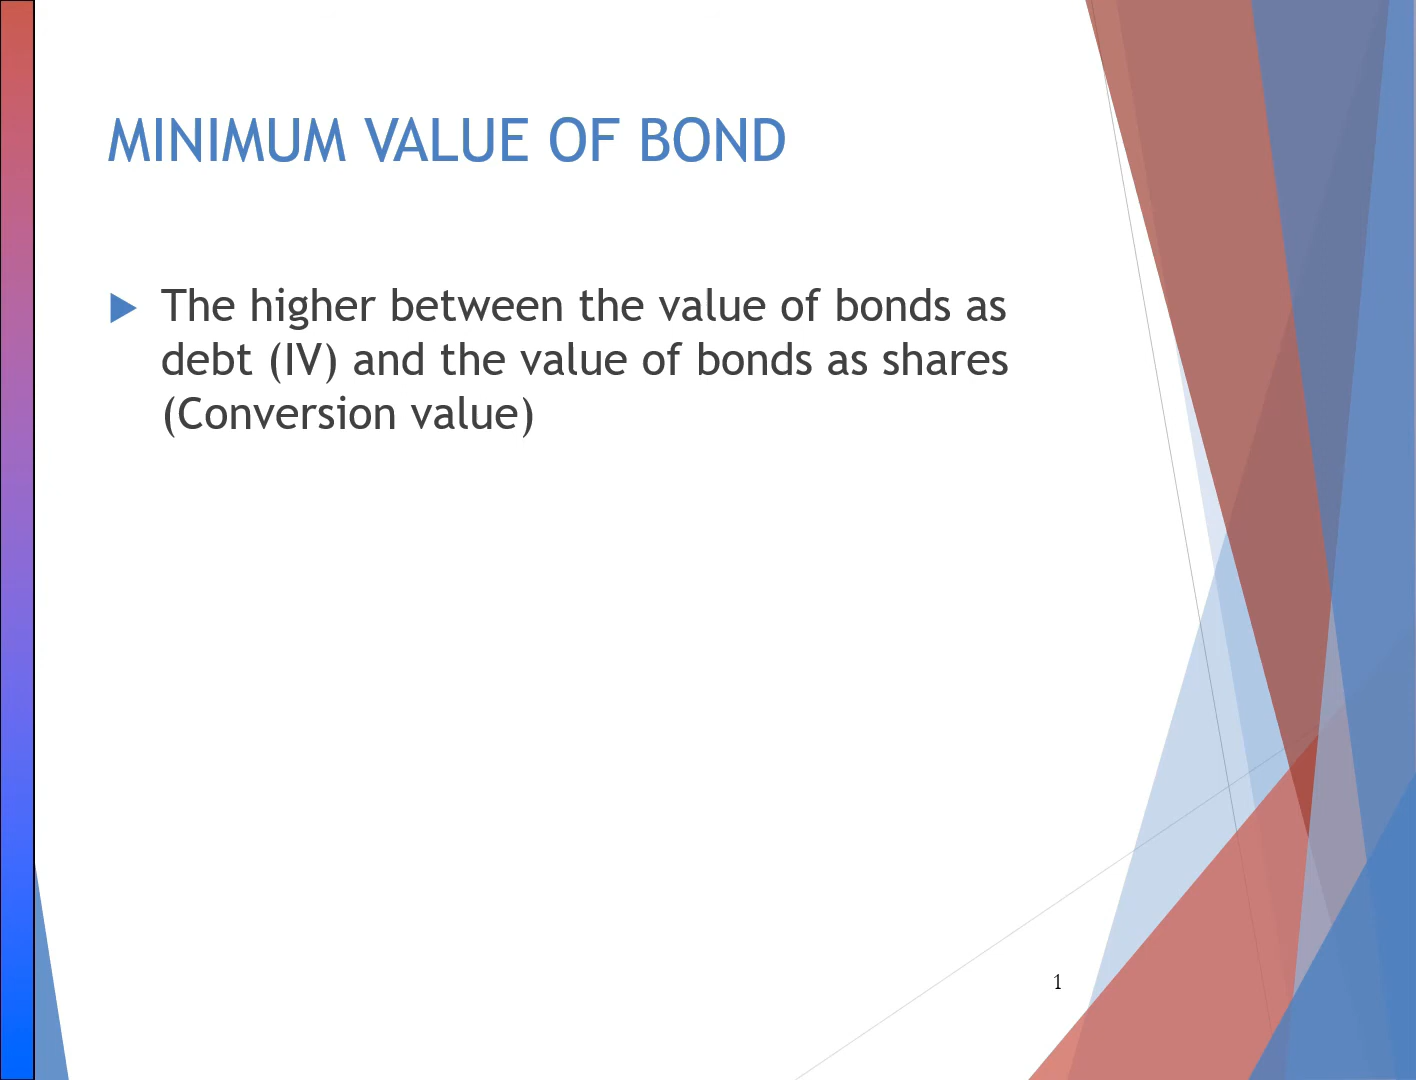 MINIMUM VALUE OF BOND
The higher between the value of bonds as
debt (IV) and the value of bonds as shares
(Conversion value)
1